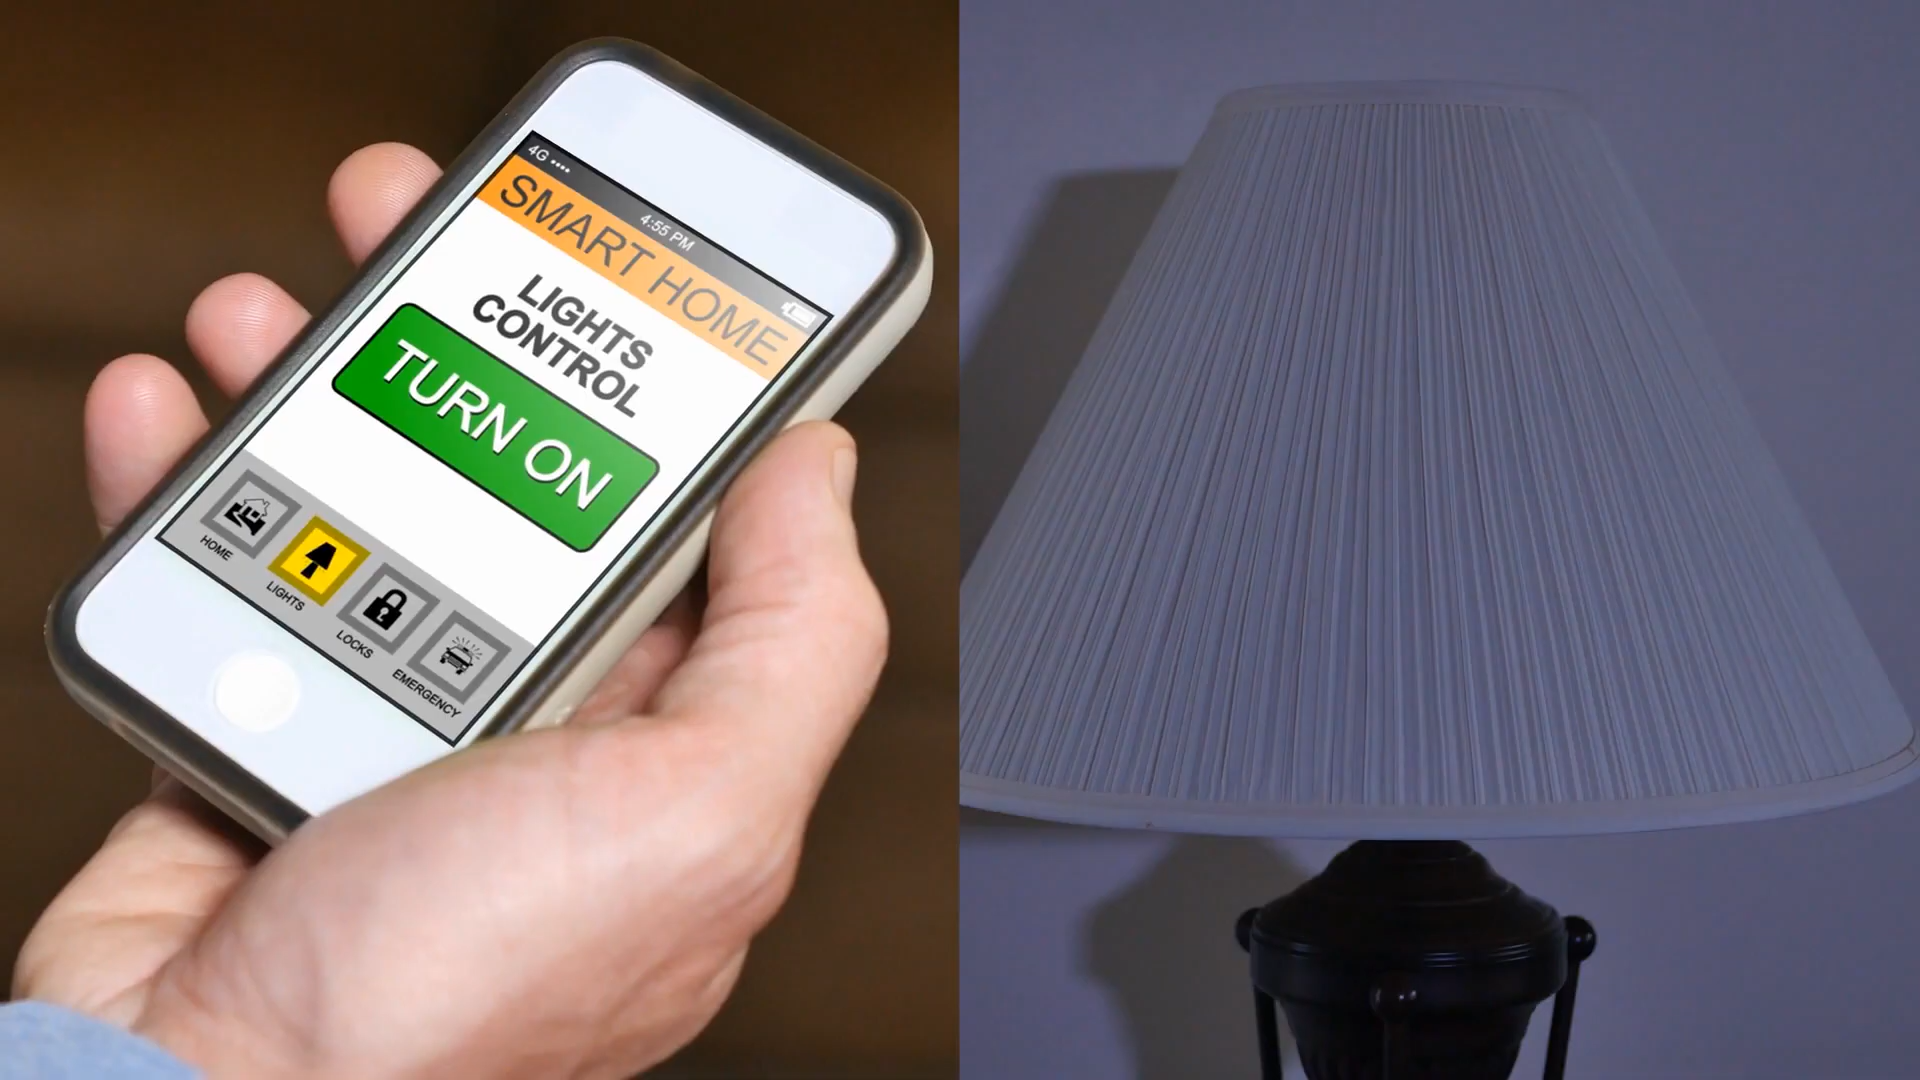 4G
4:55 PM
SMART HOME
LIGHTS
CONTROL
TURN ON
HOME
LIGHTS
LOCKS
EMERGENCY